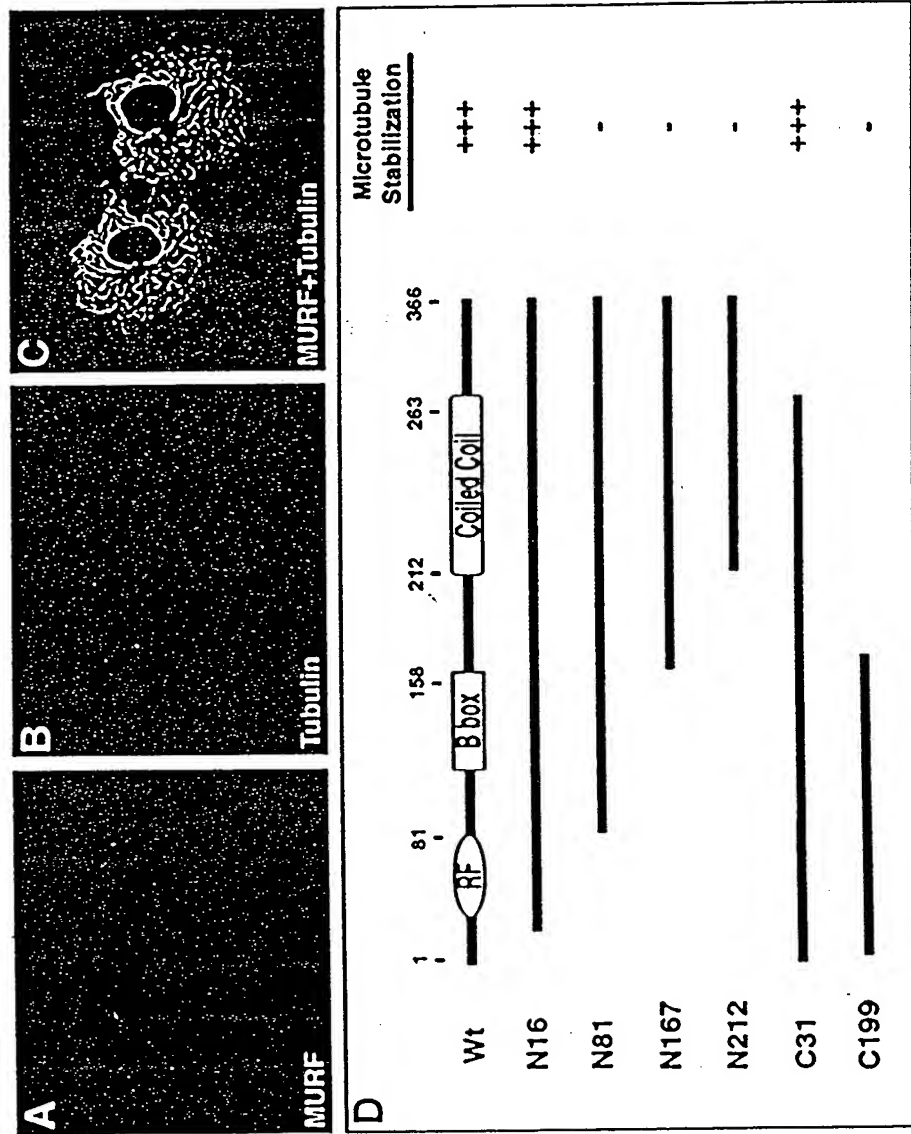 A
MURF
B
Tubulin
C
MURF+Tubulin
D
Microtubule
Stabilization
1 81 158 212 263 366
Wt RF B box Coiled Coil +++
N16 +++
N81 -
N167 -
N212 -
C31 +++
C199 -